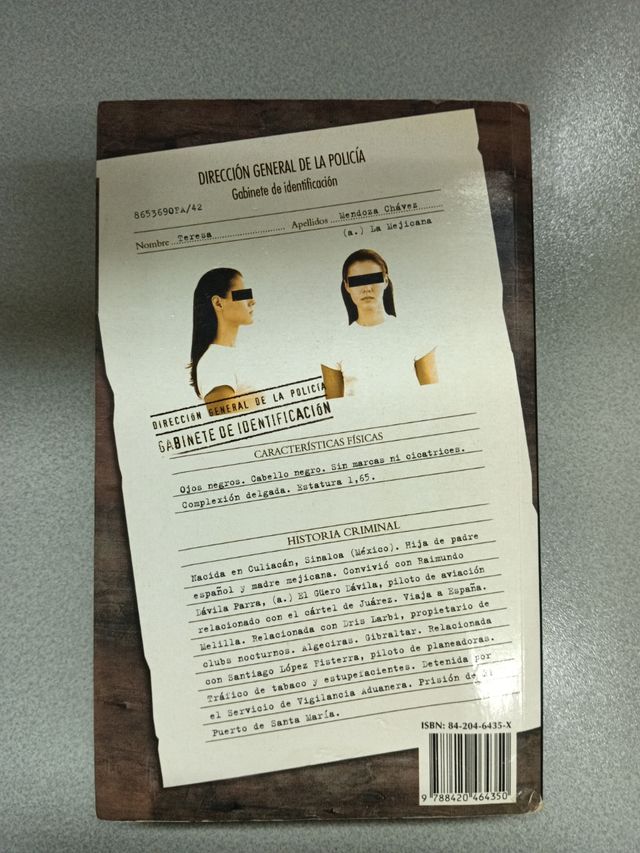 DIRECCIÓN GENERAL DE LA POLICÍA
Gabinete de identificación
8653690PA/42
Nombre Teresa Apellidos Mendoza Chávez
(a.) La Mejicana
DIRECCIÓN GENERAL DE LA POLICÍA
GABINETE DE IDENTIFICACIÓN
CARACTERÍSTICAS FÍSICAS
Ojos negros. Cabello negro. Sin marcas ni cicatrices.
Complexión delgada. Estatura 1,65.
HISTORIA CRIMINAL
Nacida en Culiacán, Sinaloa (México). Hija de padre
español y madre mejicana. Convivió con Raimundo
Dávila Parra, (a.) El Güero Dávila, piloto de aviación
relacionado con el cártel de Juárez. Viaja a España.
Melilla. Relacionada con Dris Larbi, propietario de
clubs nocturnos. Algeciras. Gibraltar. Relacionada
con Santiago López Fisterra, piloto de planeadoras.
Tráfico de tabaco y estupefacientes. Detenida por
el Servicio de Vigilancia Aduanera. Prisión de El
Puerto de Santa María.
ISBN: 84-204-6435-X
9 788420 464350